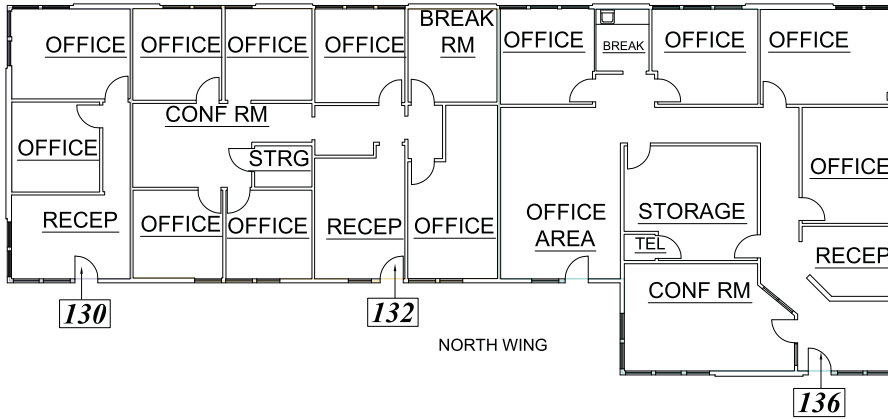 OFFICE OFFICE OFFICE OFFICE BREAK RM OFFICE BREAK OFFICE OFFICE
CONF RM
OFFICE STRG OFFICE
RECEP OFFICE OFFICE RECEP OFFICE OFFICE AREA STORAGE
TEL
RECEP
CONF RM
130 132
NORTH WING
136